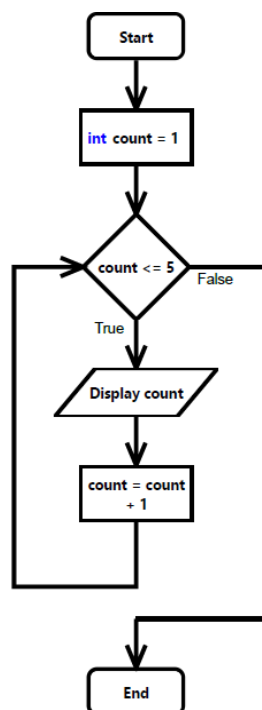 Start
int count = 1
count <= 5
False
True
Display count
count = count
+ 1
End